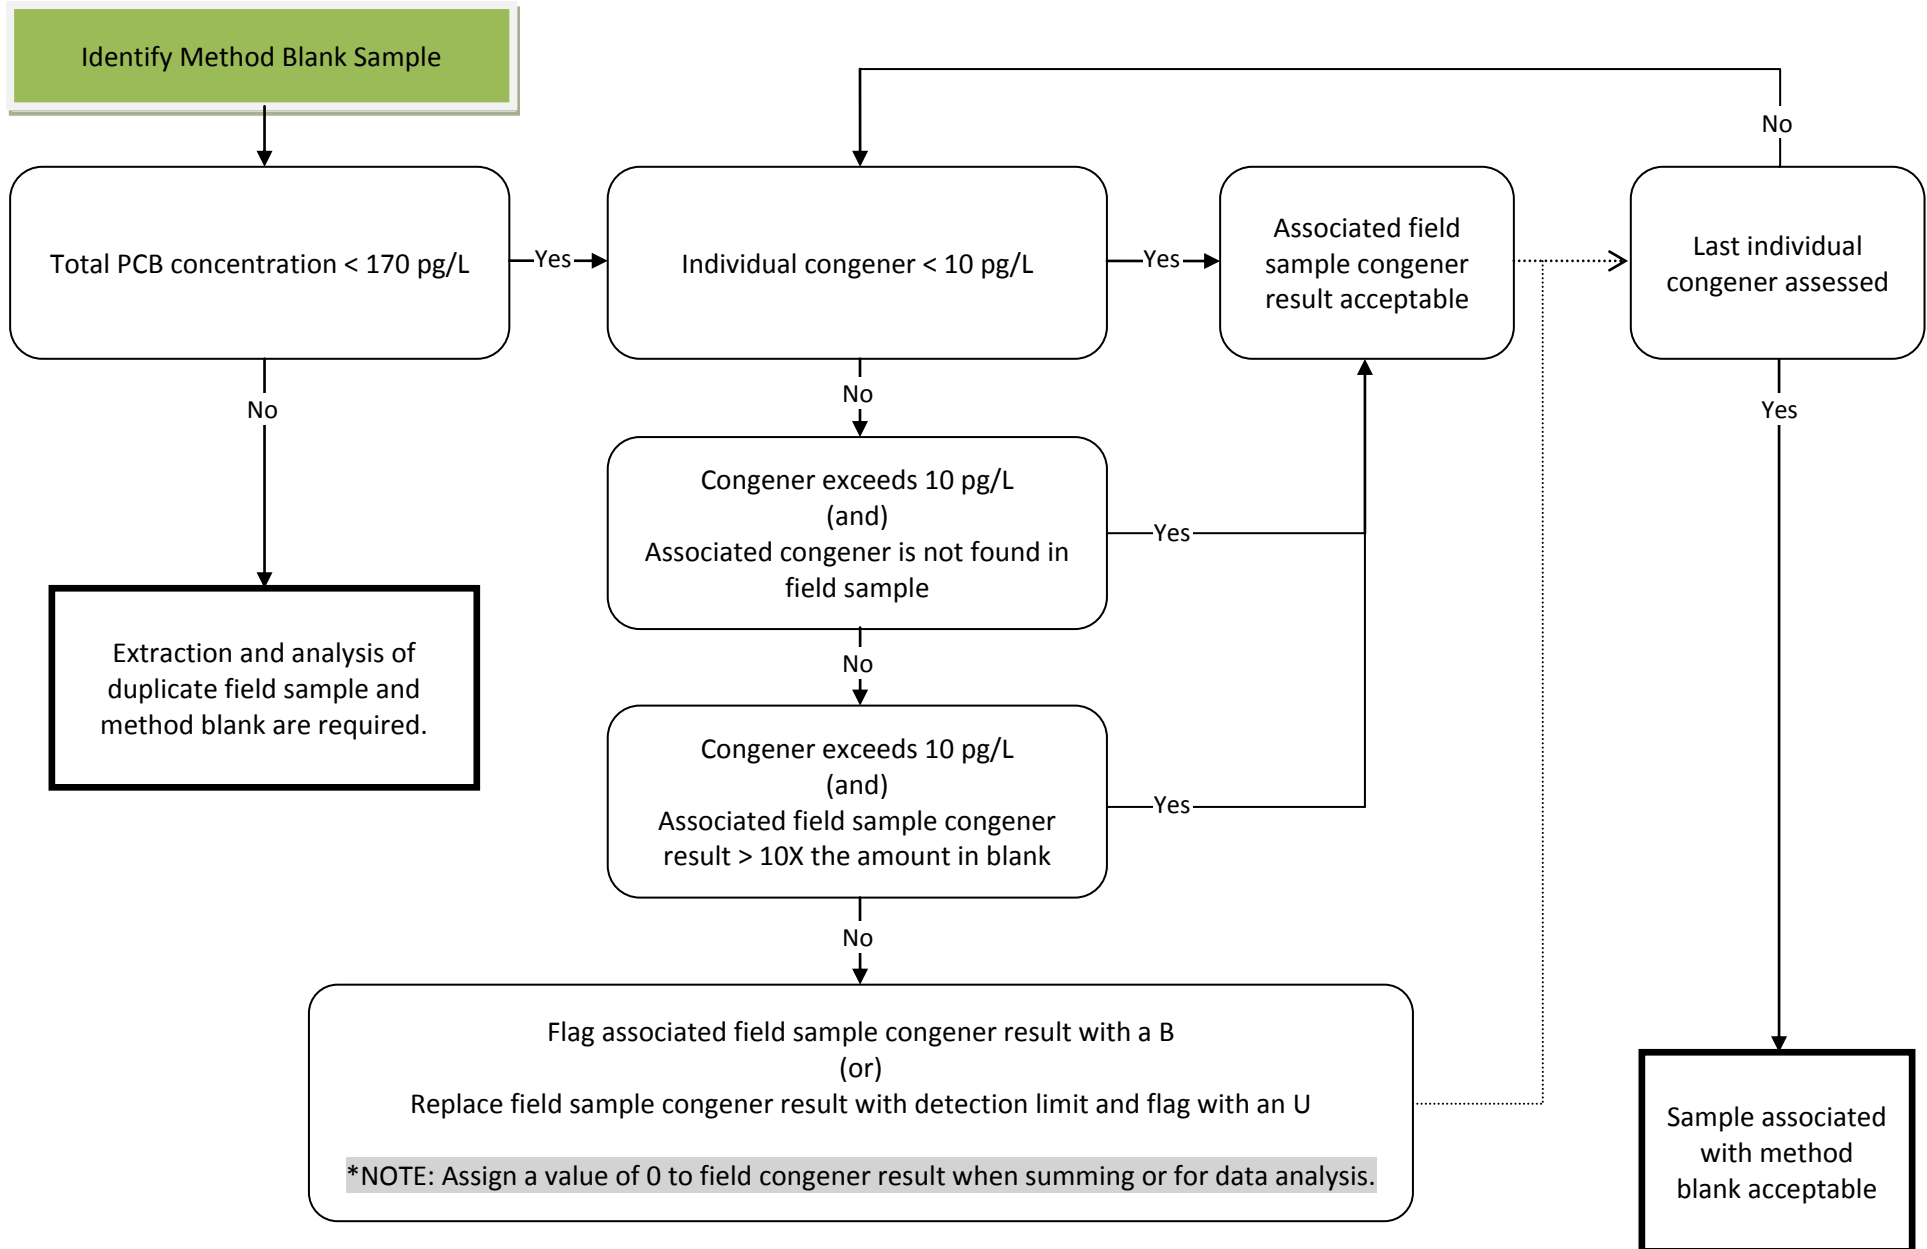 Identify Method Blank Sample
No
Total PCB concentration < 170 pg/L
Yes
Individual congener < 10 pg/L
Yes
Associated field
sample congener
result acceptable
Last individual
congener assessed
No
No
Yes
Congener exceeds 10 pg/L
(and)
Associated congener is not found in
field sample
Yes
Extraction and analysis of
duplicate field sample and
method blank are required.
No
Congener exceeds 10 pg/L
(and)
Associated field sample congener
result > 10X the amount in blank
Yes
No
Flag associated field sample congener result with a B
(or)
Replace field sample congener result with detection limit and flag with an U
*NOTE: Assign a value of 0 to field congener result when summing or for data analysis.
Sample associated
with method
blank acceptable